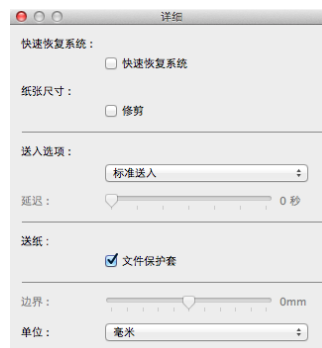 详细
快速恢复系统：
快速恢复系统
纸张尺寸：
修剪
送入选项：
标准送入
延迟： 0 秒
送纸：
文件保护套
边界： 0mm
单位： 毫米